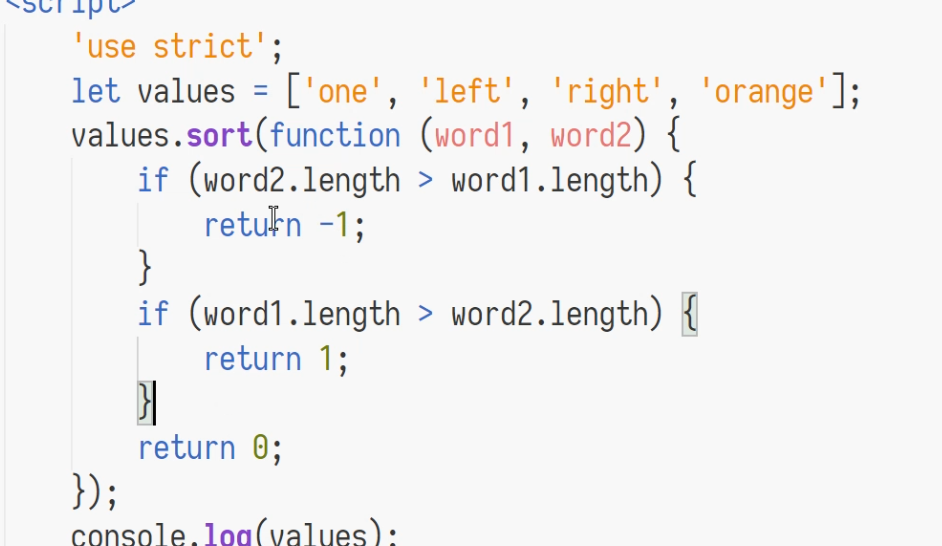 <script>
'use strict';
let values = ['one', 'left', 'right', 'orange'];
values.sort(function (word1, word2) {
if (word2.length > word1.length) {
return -1;
}
if (word1.length > word2.length) {
return 1;
}
return 0;
});
console.log(values);